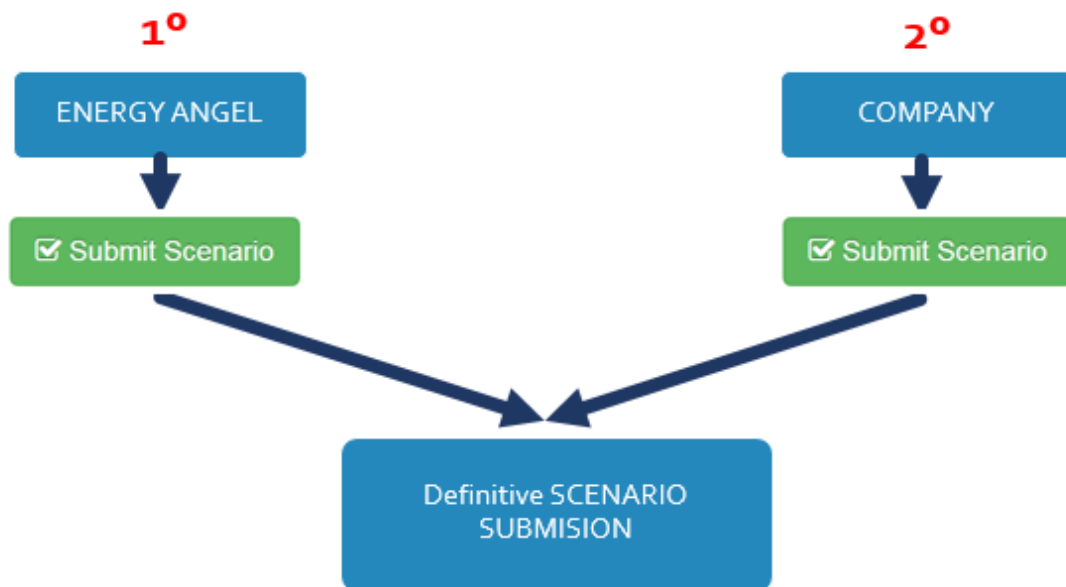 1º
2º
ENERGY ANGEL
COMPANY
Submit Scenario
Submit Scenario
Definitive SCENARIO
SUBMISION